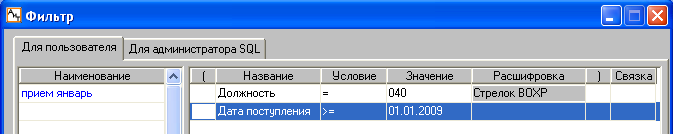 Фильтр
Для пользователя Для администратора SQL
Наименование ( Название Условие Значение Расшифровка ) Связка
прием январь Должность = 040 Стрелок ВОХР
Дата поступления >= 01.01.2009